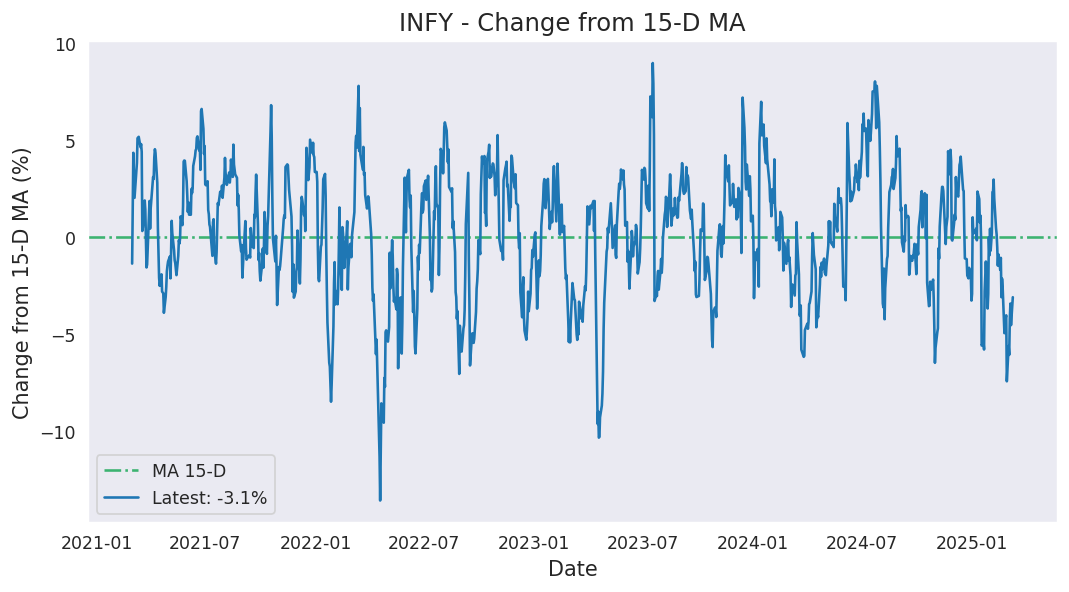 INFY - Change from 15-D MA
Change from 15-D MA (%)
10
5
0
−5
−10
MA 15-D
Latest: -3.1%
2021-01 2021-07 2022-01 2022-07 2023-01 2023-07 2024-01 2024-07 2025-01
Date